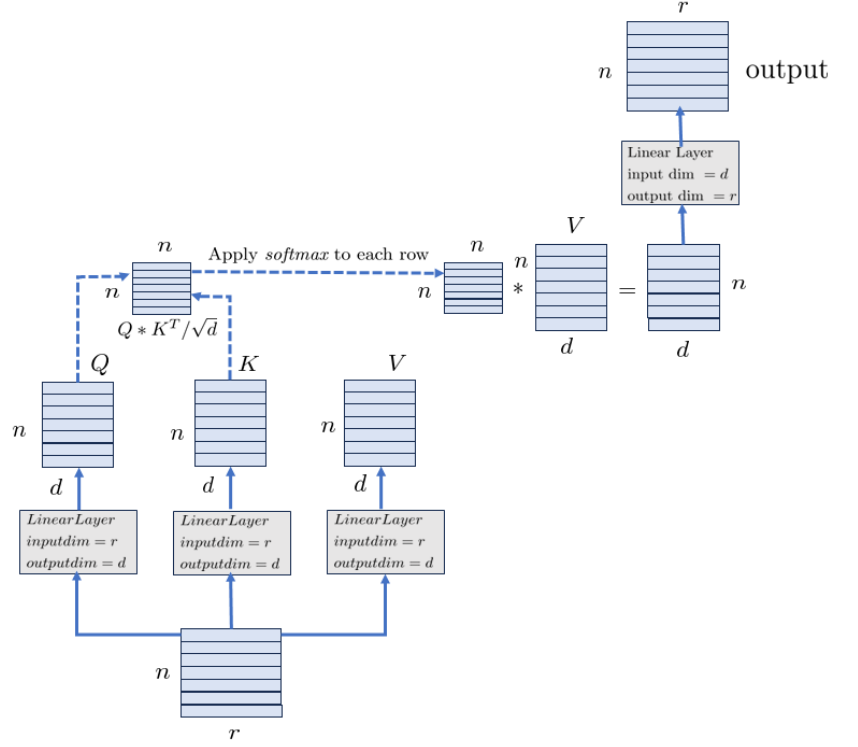 r
n
output
Linear Layer
input dim = d
output dim = r
V
n
Apply softmax to each row
n
n
n
n
*
=
n
Q * K^T/√d
d
d
Q
K
V
n
n
n
d
d
d
LinearLayer
inputdim = r
outputdim = d
LinearLayer
inputdim = r
outputdim = d
LinearLayer
inputdim = r
outputdim = d
n
r